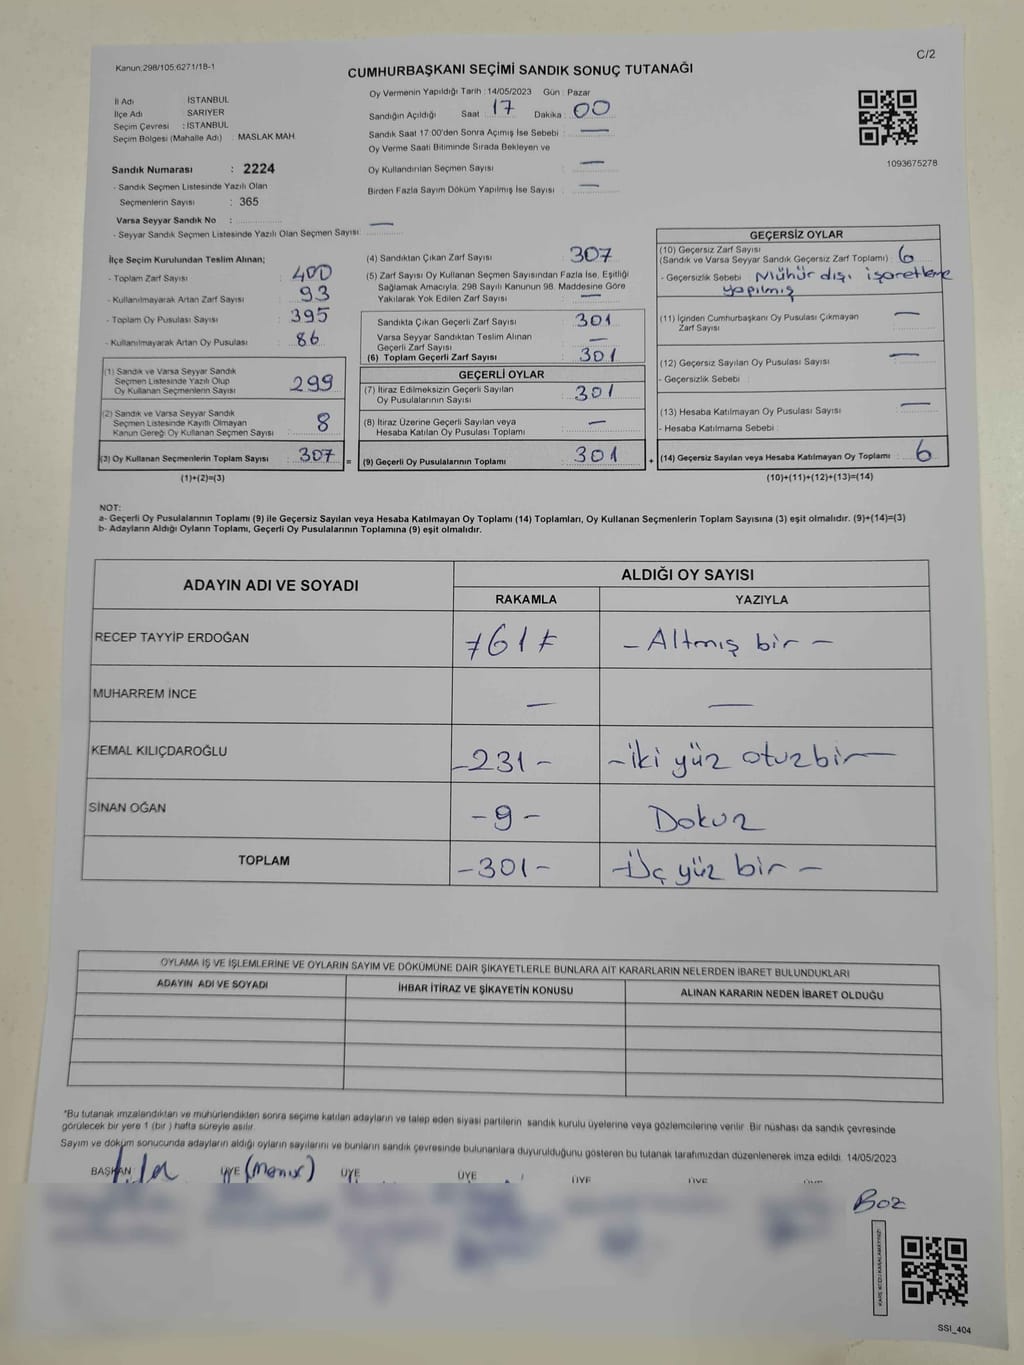 C/2
Kanun:298/105;6271/18-1
CUMHURBAŞKANI SEÇİMİ SANDIK SONUÇ TUTANAĞI
İl Adı İSTANBUL
İlçe Adı SARIYER
Seçim Çevresi : İSTANBUL
Seçim Bölgesi (Mahalle Adı) : MASLAK MAH
Sandık Numarası : 2224
- Sandık Seçmen Listesinde Yazılı Olan
Seçmenlerin Sayısı : 365
Varsa Seyyar Sandık No :
- Seyyar Sandık Seçmen Listesinde Yazılı Olan Seçmen Sayısı: —
Oy Vermenin Yapıldığı Tarih : 14/05/2023 Gün : Pazar
Sandığın Açıldığı Saat : 17 Dakika : 00
Sandık Saat 17:00'den Sonra Açımış İse Sebebi : —
Oy Verme Saati Bitiminde Sırada Bekleyen ve
Oy Kullandırılan Seçmen Sayısı : —
Birden Fazla Sayım Döküm Yapılmış İse Sayısı : —
1093675278
İlçe Seçim Kurulundan Teslim Alınan;
- Toplam Zarf Sayısı : 400
- Kullanılmayarak Artan Zarf Sayısı : 93
- Toplam Oy Pusulası Sayısı : 395
- Kullanılmayarak Artan Oy Pusulası : 86
(1) Sandık ve Varsa Seyyar Sandık
Seçmen Listesinde Yazılı Olup
Oy Kullanan Seçmenlerin Sayısı : 299
(2) Sandık ve Varsa Seyyar Sandık
Seçmen Listesinde Kayıtlı Olmayan
Kanun Gereği Oy Kullanan Seçmen Sayısı : 8
(3) Oy Kullanan Seçmenlerin Toplam Sayısı : 307 =
(1)+(2)=(3)
(4) Sandıktan Çıkan Zarf Sayısı : 307
(5) Zarf Sayısı Oy Kullanan Seçmen Sayısından Fazla İse, Eşitliği
Sağlamak Amacıyla; 298 Sayılı Kanunun 98. Maddesine Göre
Yakılarak Yok Edilen Zarf Sayısı : —
Sandıkta Çıkan Geçerli Zarf Sayısı : 301
Varsa Seyyar Sandıktan Teslim Alınan
Geçerli Zarf Sayısı : —
(6) Toplam Geçerli Zarf Sayısı : 301
GEÇERLİ OYLAR
(7) İtiraz Edilmeksizin Geçerli Sayılan
Oy Pusulalarının Sayısı : 301
(8) İtiraz Üzerine Geçerli Sayılan veya
Hesaba Katılan Oy Pusulası Toplamı : —
(9) Geçerli Oy Pusulalarının Toplamı : 301 +
GEÇERSİZ OYLAR
(10) Geçersiz Zarf Sayısı
(Sandık ve Varsa Seyyar Sandık Geçersiz Zarf Toplamı) : 6
- Geçersizlik Sebebi : Mühür dışı işaretleme
yapılmış
(11) İçinden Cumhurbaşkanı Oy Pusulası Çıkmayan
Zarf Sayısı : —
(12) Geçersiz Sayılan Oy Pusulası Sayısı : —
- Geçersizlik Sebebi :
(13) Hesaba Katılmayan Oy Pusulası Sayısı : —
- Hesaba Katılmama Sebebi :
(14) Geçersiz Sayılan veya Hesaba Katılmayan Oy Toplamı : 6
(10)+(11)+(12)+(13)=(14)
NOT:
a- Geçerli Oy Pusulalarının Toplamı (9) ile Geçersiz Sayılan veya Hesaba Katılmayan Oy Toplamı (14) Toplamları, Oy Kullanan Seçmenlerin Toplam Sayısına (3) eşit olmalıdır. (9)+(14)=(3)
b- Adayların Aldığı Oyların Toplamı, Geçerli Oy Pusulalarının Toplamına (9) eşit olmalıdır.
ADAYIN ADI VE SOYADI ALDIĞI OY SAYISI
RAKAMLA YAZIYLA
RECEP TAYYİP ERDOĞAN 61 - Altmış bir -
MUHARREM İNCE — —
KEMAL KILIÇDAROĞLU -231- - iki yüz otuzbir -
SİNAN OĞAN -9- Dokuz
TOPLAM -301- - Üç yüz bir -
OYLAMA İŞ VE İŞLEMLERİNE VE OYLARIN SAYIM VE DÖKÜMÜNE DAİR ŞİKAYETLERLE BUNLARA AİT KARARLARIN NELERDEN İBARET BULUNDUKLARI
ADAYIN ADI VE SOYADI İHBAR İTİRAZ VE ŞİKAYETİN KONUSU ALINAN KARARIN NEDEN İBARET OLDUĞU
*Bu tutanak imzalandıktan ve mühürlendikten sonra seçime katılan adayların ve talep eden siyasi partilerin sandık kurulu üyelerine veya gözlemcilerine verilir. Bir nüshası da sandık çevresinde
görülecek bir yere 1 (bir) hafta süreyle asılır.
Sayım ve döküm sonucunda adayların aldığı oyların sayılarını ve bunların sandık çevresinde bulunanlara duyurulduğunu gösteren bu tutanak tarafımızdan düzenlenerek imza edildi. 14/05/2023
BAŞKAN ÜYE (Memur) ÜYE ÜYE ÜYE ÜYE
Boz
SSI_404